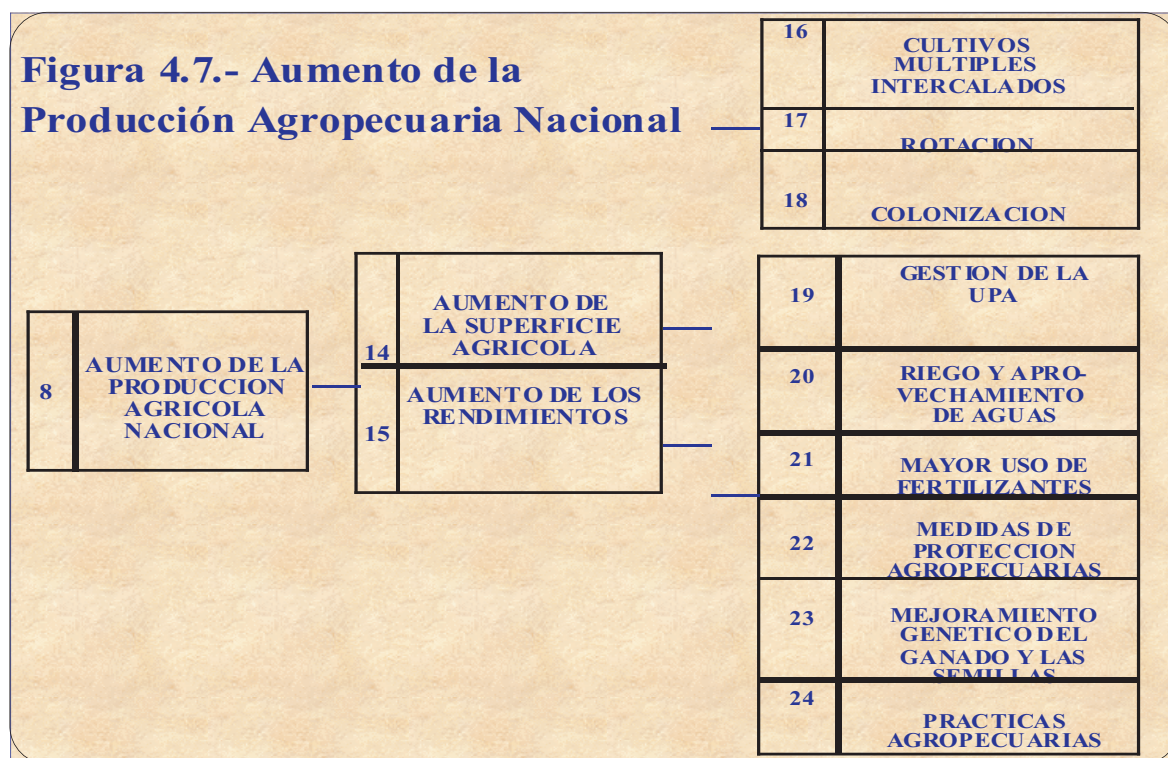 Figura 4.7.- Aumento de la
Producción Agropecuaria Nacional
8
AUMENTO DE LA
PRODUCCION
AGRICOLA
NACIONAL
14
AUMENTO DE
LA SUPERFICIE
AGRICOLA
15
AUMENTO DE LOS
RENDIMIENTOS
16
CULTIVOS
MULTIPLES
INTERCALADOS
17
ROTACION
18
COLONIZACION
19
GESTION DE LA
UPA
20
RIEGO Y APRO-
VECHAMIENTO
DE AGUAS
21
MAYOR USO DE
FERTILIZANTES
22
MEDIDAS DE
PROTECCION
AGROPECUARIAS
23
MEJORAMIENTO
GENETICO DEL
GANADO Y LAS
SEMILLAS
24
PRACTICAS
AGROPECUARIAS